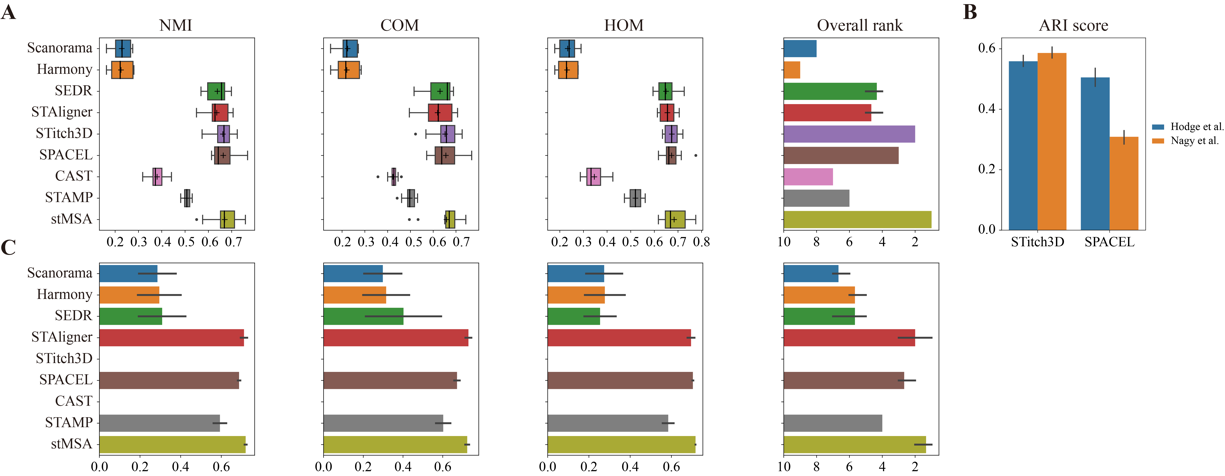 A
NMI
COM
HOM
Overall rank
B
ARI score
Scanorama
Harmony
SEDR
STAligner
STitch3D
SPACEL
CAST
STAMP
stMSA
0.2 0.3 0.4 0.5 0.6 0.7
0.2 0.3 0.4 0.5 0.6 0.7
0.2 0.3 0.4 0.5 0.6 0.7 0.8
10 8 6 4 2
0.6
0.4
0.2
0.0
STitch3D SPACEL
Hodge et al.
Nagy et al.
C
Scanorama
Harmony
SEDR
STAligner
STitch3D
SPACEL
CAST
STAMP
stMSA
0.0 0.2 0.4 0.6
0.0 0.2 0.4 0.6
0.0 0.2 0.4 0.6
10 8 6 4 2